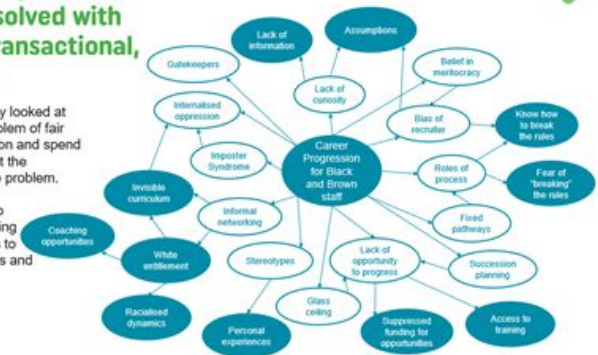 solved with
ransactional,
y looked at
blem of fair
on and spend
t the
problem.
ing
to
s and
Lack of
information
Assumptions
Gatekeepers
Belief in
meritocracy
Lack of
curiosity
Internalised
oppression
Bias of
recruiter
Know how
to break
the rules
Imposter
Syndrome
Career
Progression
for Black
and Brown
staff
Roles of
process
Fear of
"breaking"
the rules
Invisible
curriculum
Informal
networking
Fixed
pathways
Coaching
opportunities
White
entitlement
Stereotypes
Lack of
opportunity
to progress
Succession
planning
Glass
ceiling
Racialised
dynamics
Personal
experiences
Suppressed
funding for
opportunities
Access to
training